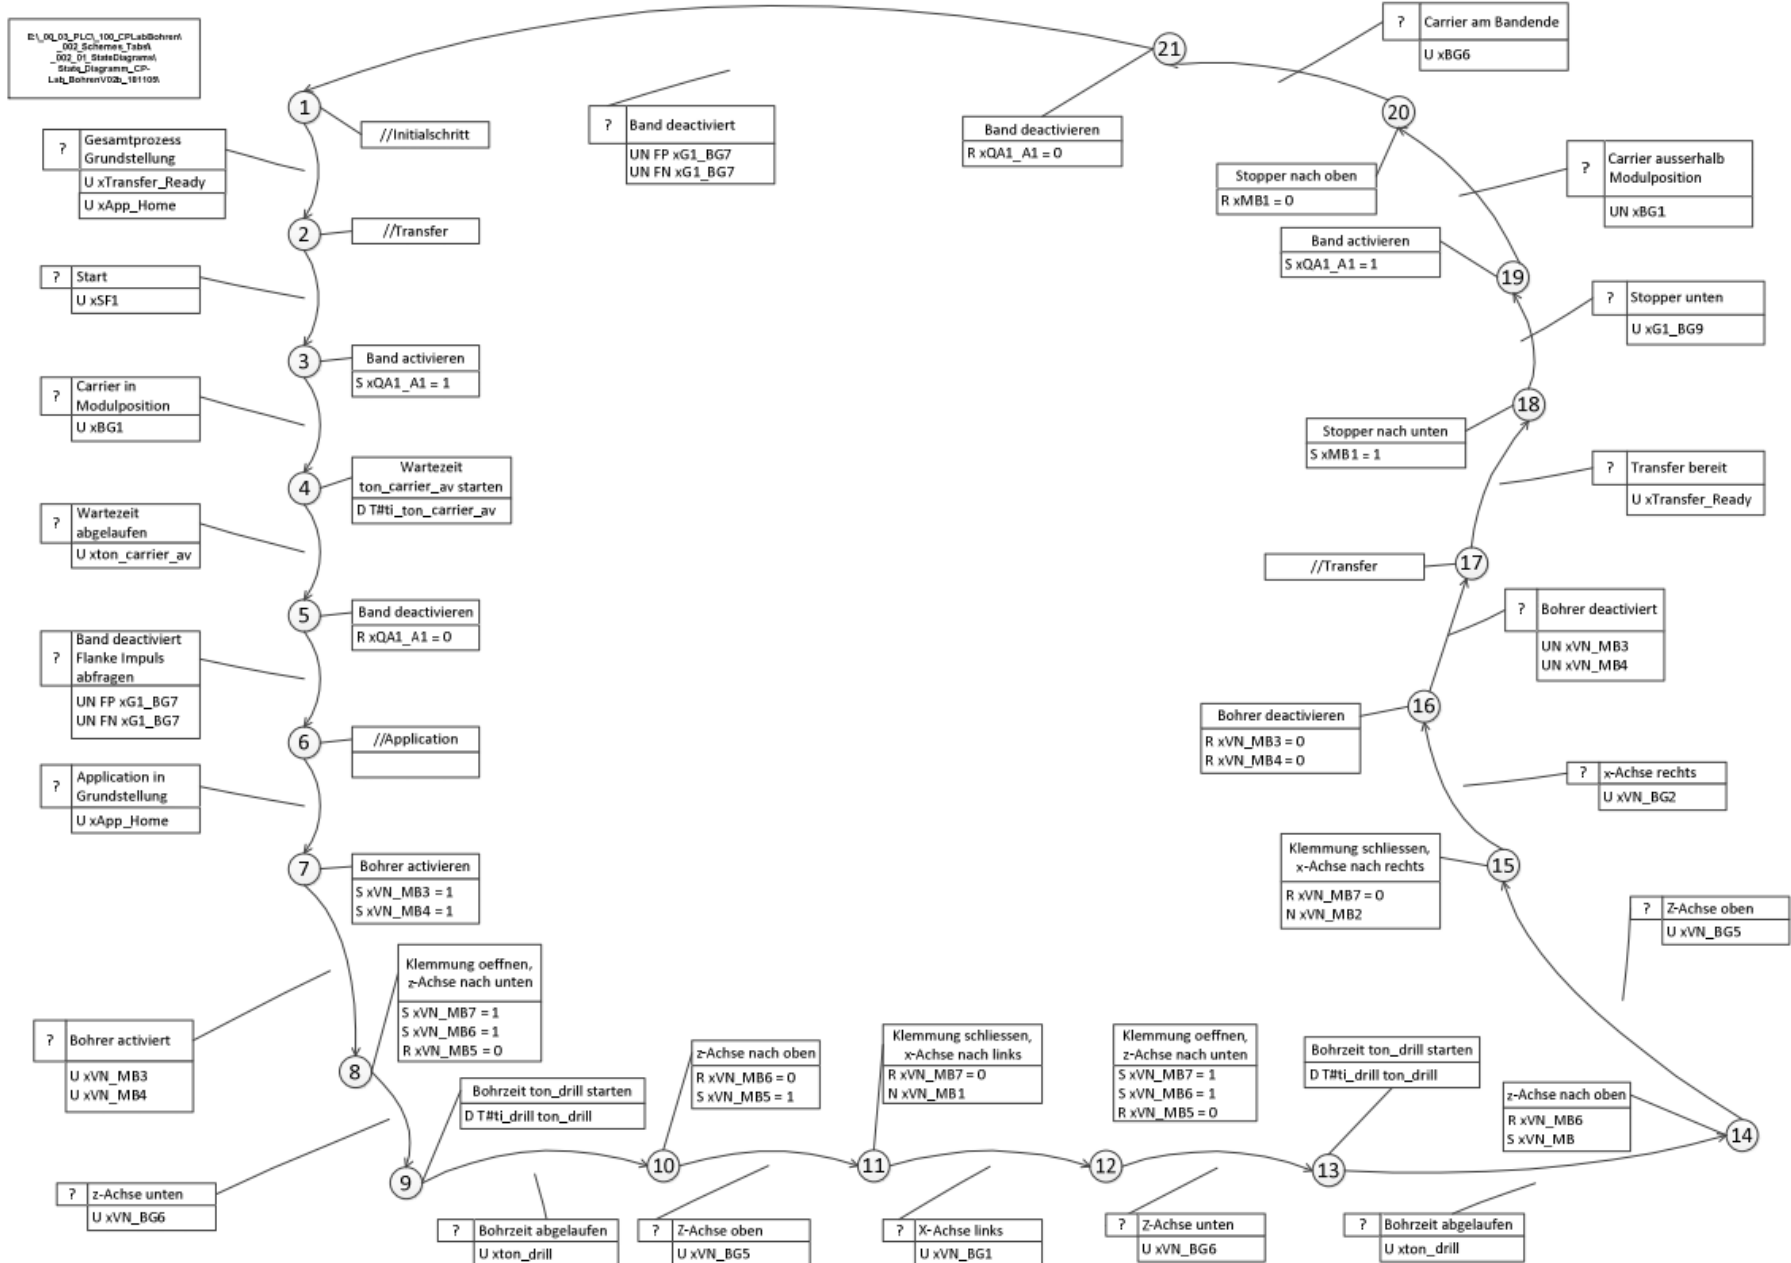 E:\_00_03_PLC\_100_CPLabBohren\
_002_Schemes_Tabs\
_002_01_StateDiagrams\
State_Diagramm_CP-
Lab_BohrenV02b_181105\
1
//Initialschritt
?
Gesamtprozess
Grundstellung
U xTransfer_Ready
U xApp_Home
2
//Transfer
?
Start
U xSF1
3
Band activieren
S xQA1_A1 = 1
?
Carrier in
Modulposition
U xBG1
4
Wartezeit
ton_carrier_av starten
D T#ti_ton_carrier_av
?
Wartezeit
abgelaufen
U xton_carrier_av
5
Band deactivieren
R xQA1_A1 = 0
?
Band deactiviert
Flanke Impuls
abfragen
UN FP xG1_BG7
UN FN xG1_BG7
6
//Application
?
Application in
Grundstellung
U xApp_Home
7
Bohrer activieren
S xVN_MB3 = 1
S xVN_MB4 = 1
?
Bohrer activiert
U xVN_MB3
U xVN_MB4
8
Klemmung oeffnen,
z-Achse nach unten
S xVN_MB7 = 1
S xVN_MB6 = 1
R xVN_MB5 = 0
?
z-Achse unten
U xVN_BG6
9
Bohrzeit ton_drill starten
D T#ti_drill ton_drill
?
Bohrzeit abgelaufen
U xton_drill
10
z-Achse nach oben
R xVN_MB6 = 0
S xVN_MB5 = 1
?
Z-Achse oben
U xVN_BG5
11
Klemmung schliessen,
x-Achse nach links
R xVN_MB7 = 0
N xVN_MB1
?
X-Achse links
U xVN_BG1
12
Klemmung oeffnen,
z-Achse nach unten
S xVN_MB7 = 1
S xVN_MB6 = 1
R xVN_MB5 = 0
?
Z-Achse unten
U xVN_BG6
13
Bohrzeit ton_drill starten
D T#ti_drill ton_drill
?
Bohrzeit abgelaufen
U xton_drill
14
z-Achse nach oben
R xVN_MB6
S xVN_MB
?
Z-Achse oben
U xVN_BG5
15
Klemmung schliessen,
x-Achse nach rechts
R xVN_MB7 = 0
N xVN_MB2
?
x-Achse rechts
U xVN_BG2
16
Bohrer deactivieren
R xVN_MB3 = 0
R xVN_MB4 = 0
?
Bohrer deactiviert
UN xVN_MB3
UN xVN_MB4
17
//Transfer
?
Transfer bereit
U xTransfer_Ready
18
Stopper nach unten
S xMB1 = 1
?
Stopper unten
U xG1_BG9
19
Band activieren
S xQA1_A1 = 1
?
Carrier ausserhalb
Modulposition
UN xBG1
20
Stopper nach oben
R xMB1 = 0
?
Carrier am Bandende
U xBG6
21
Band deactivieren
R xQA1_A1 = 0
?
Band deactiviert
UN FP xG1_BG7
UN FN xG1_BG7